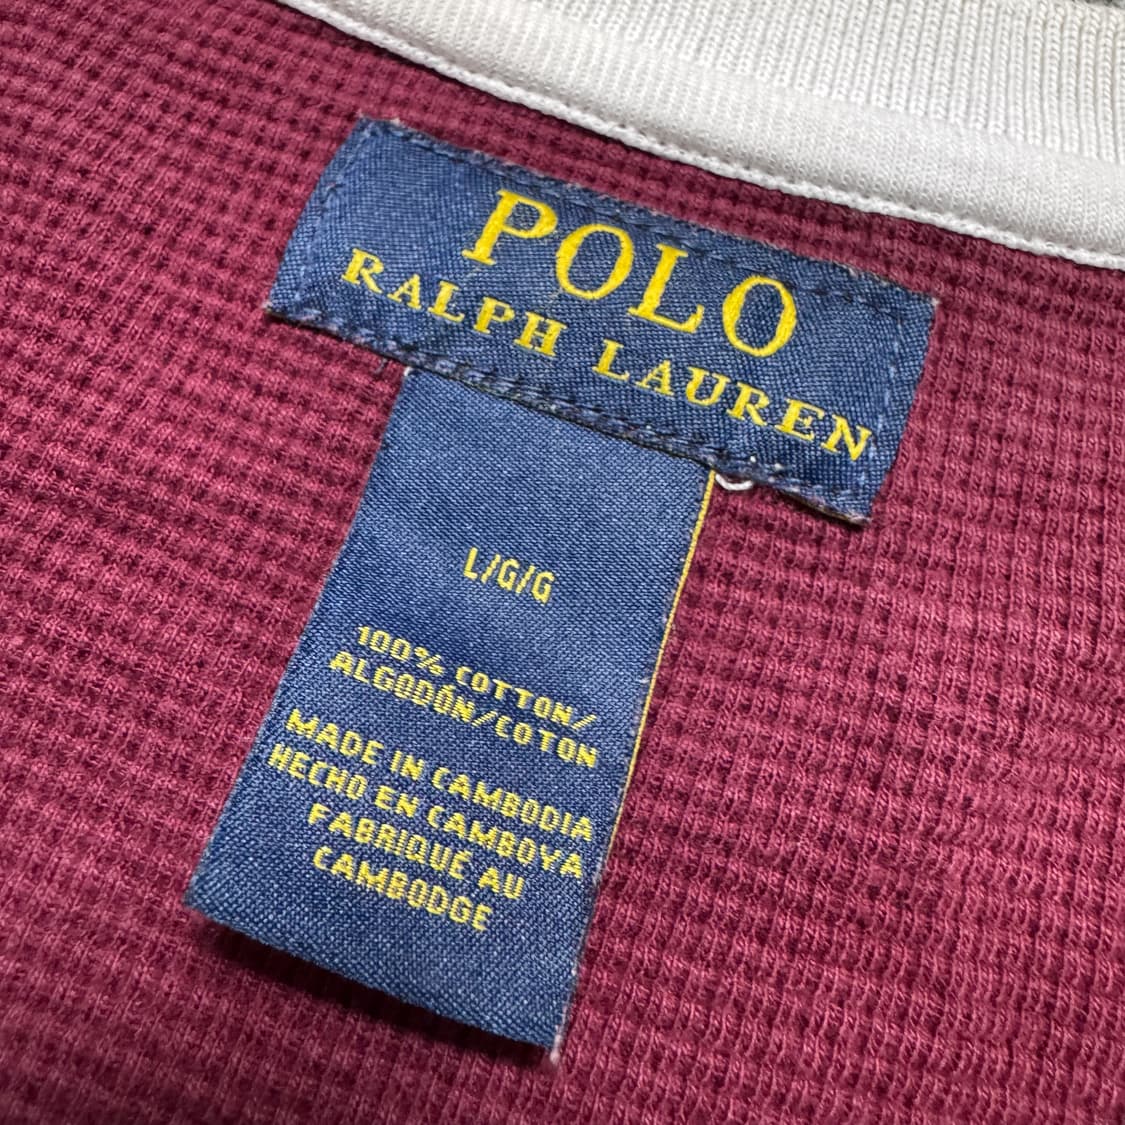 POLO
RALPH LAUREN
L/G/G
100% COTTON/
ALGODÓN/COTON
MADE IN CAMBODIA
HECHO EN CAMBOYA
FABRIQUÉ AU
CAMBODGE